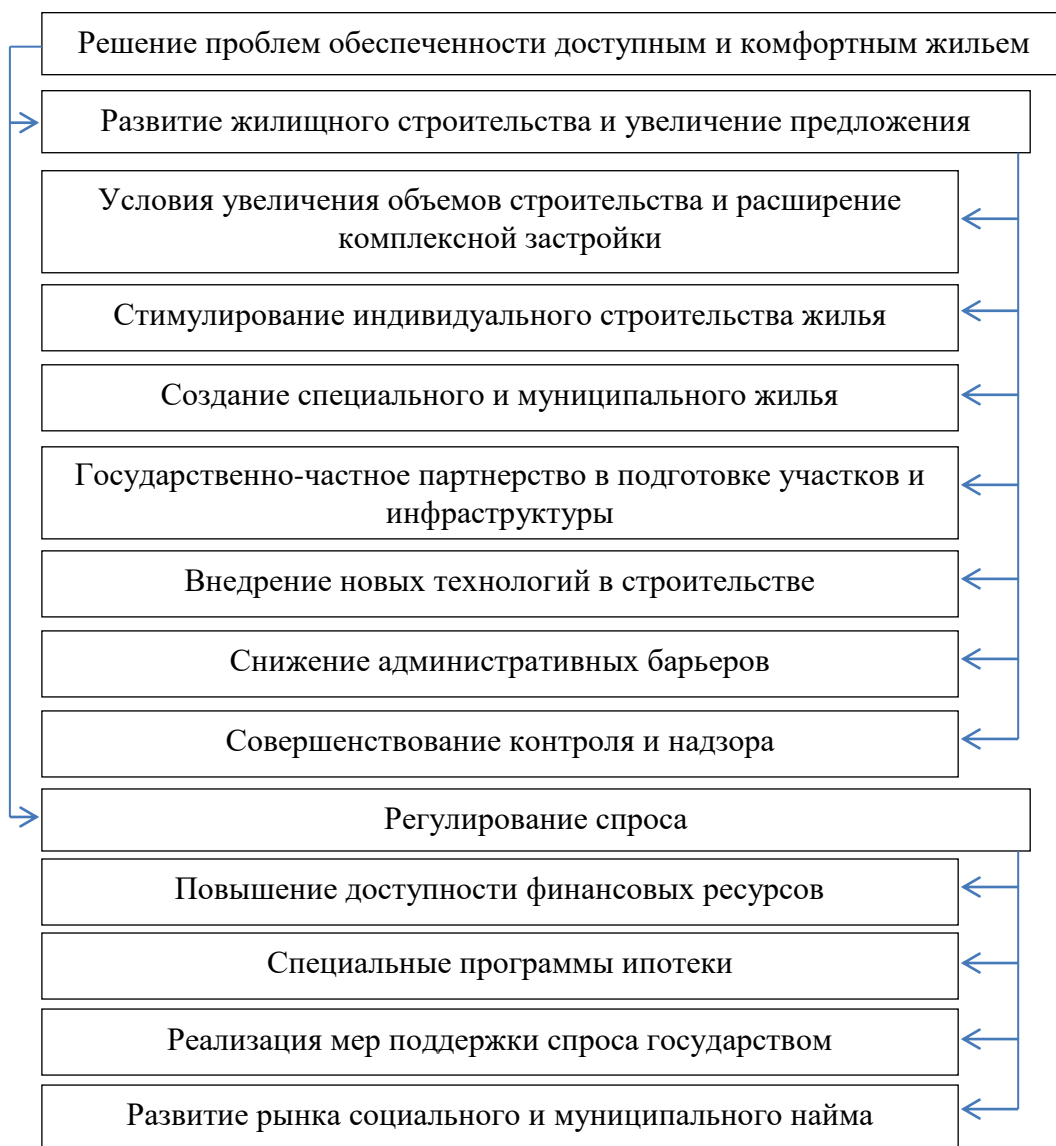 Решение проблем обеспеченности доступным и комфортным жильем
Развитие жилищного строительства и увеличение предложения
Условия увеличения объемов строительства и расширение
комплексной застройки
Стимулирование индивидуального строительства жилья
Создание специального и муниципального жилья
Государственно-частное партнерство в подготовке участков и
инфраструктуры
Внедрение новых технологий в строительстве
Снижение административных барьеров
Совершенствование контроля и надзора
Регулирование спроса
Повышение доступности финансовых ресурсов
Специальные программы ипотеки
Реализация мер поддержки спроса государством
Развитие рынка социального и муниципального найма